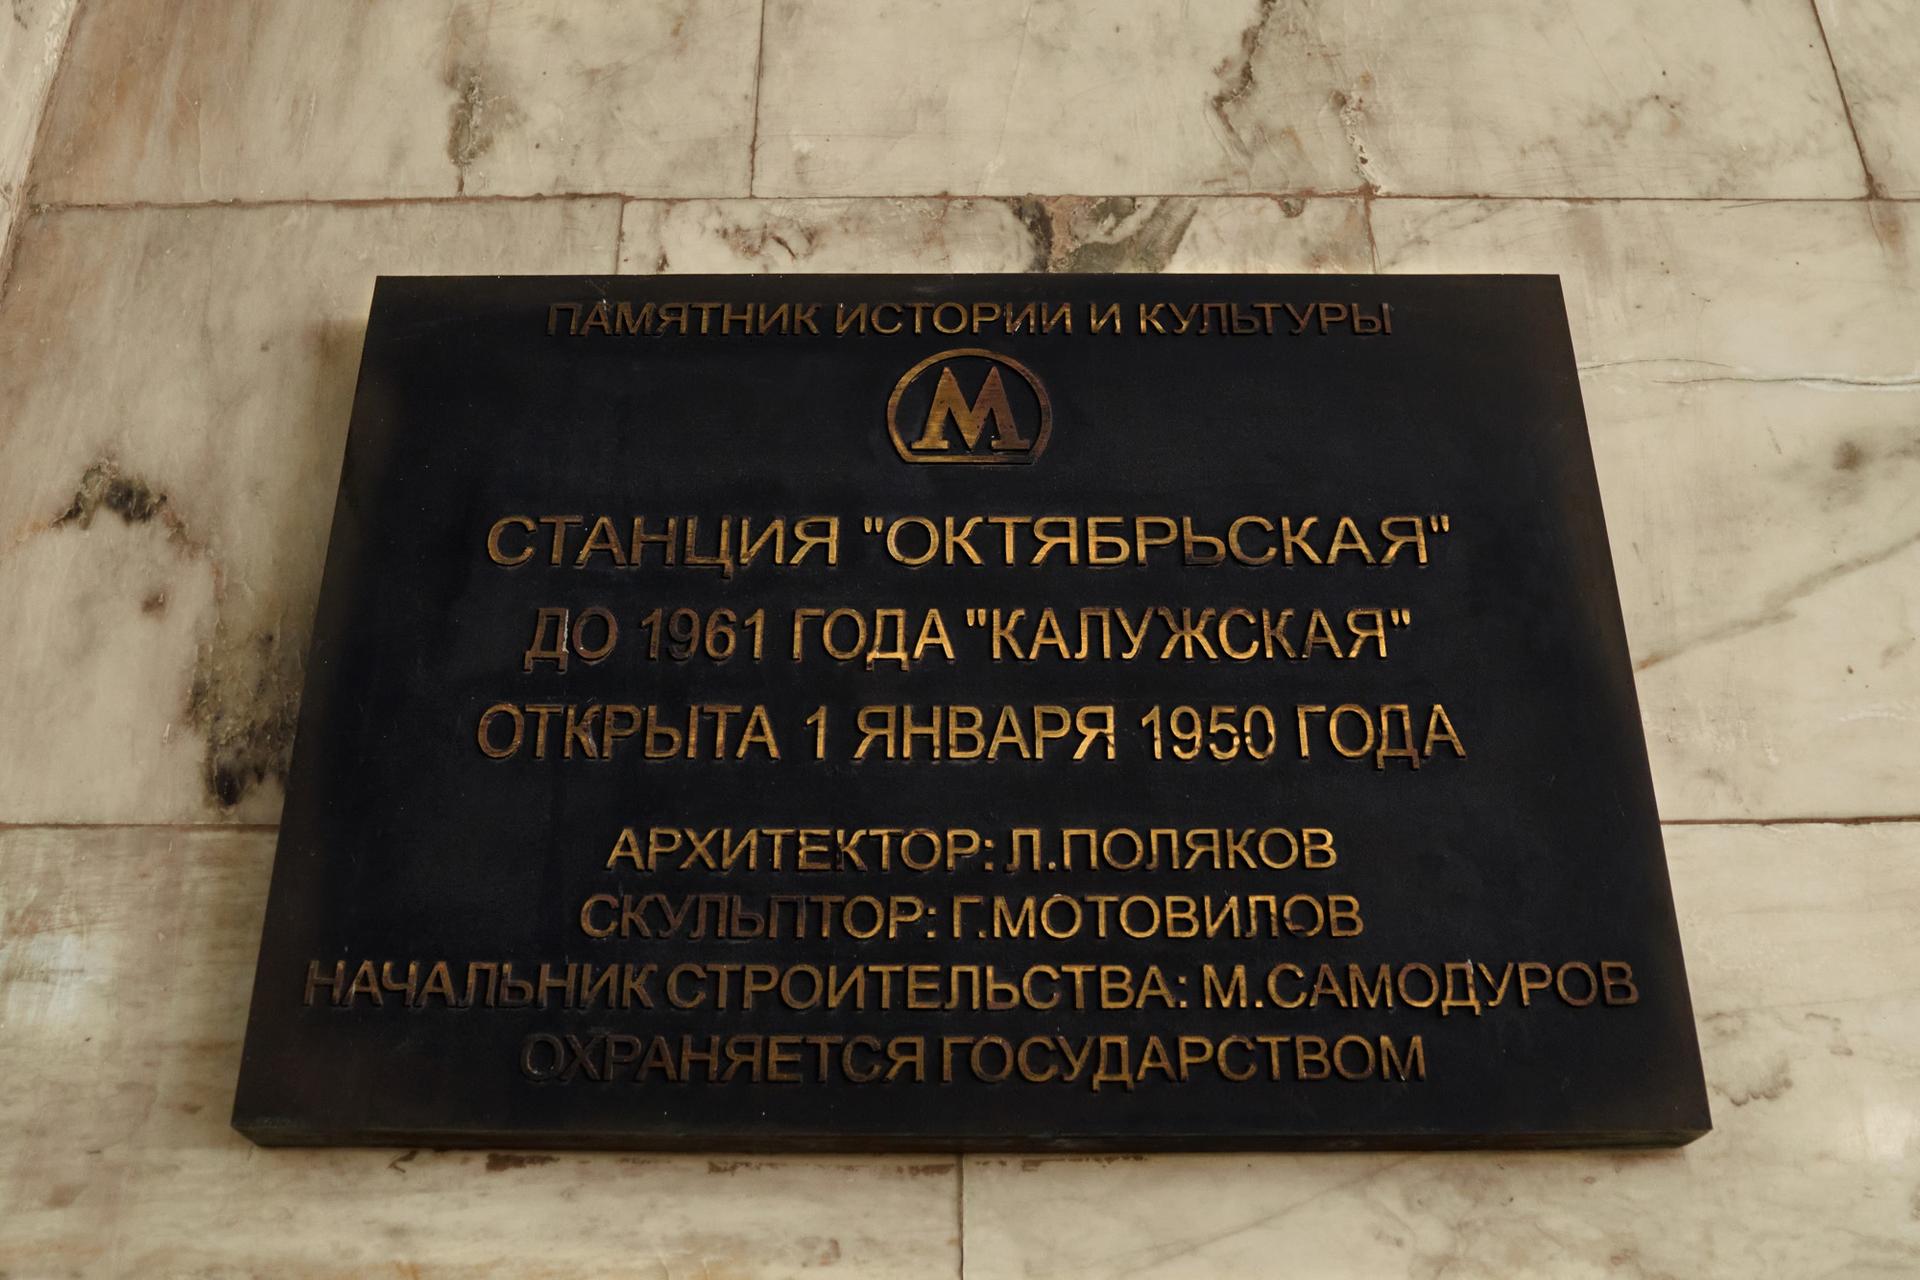 ПАМЯТНИК ИСТОРИИ И КУЛЬТУРЫ
М
СТАНЦИЯ "ОКТЯБРЬСКАЯ"
ДО 1961 ГОДА "КАЛУЖСКАЯ"
ОТКРЫТА 1 ЯНВАРЯ 1950 ГОДА
АРХИТЕКТОР: Л.ПОЛЯКОВ
СКУЛЬПТОР: Г.МОТОВИЛОВ
НАЧАЛЬНИК СТРОИТЕЛЬСТВА: М.САМОДУРОВ
ОХРАНЯЕТСЯ ГОСУДАРСТВОМ